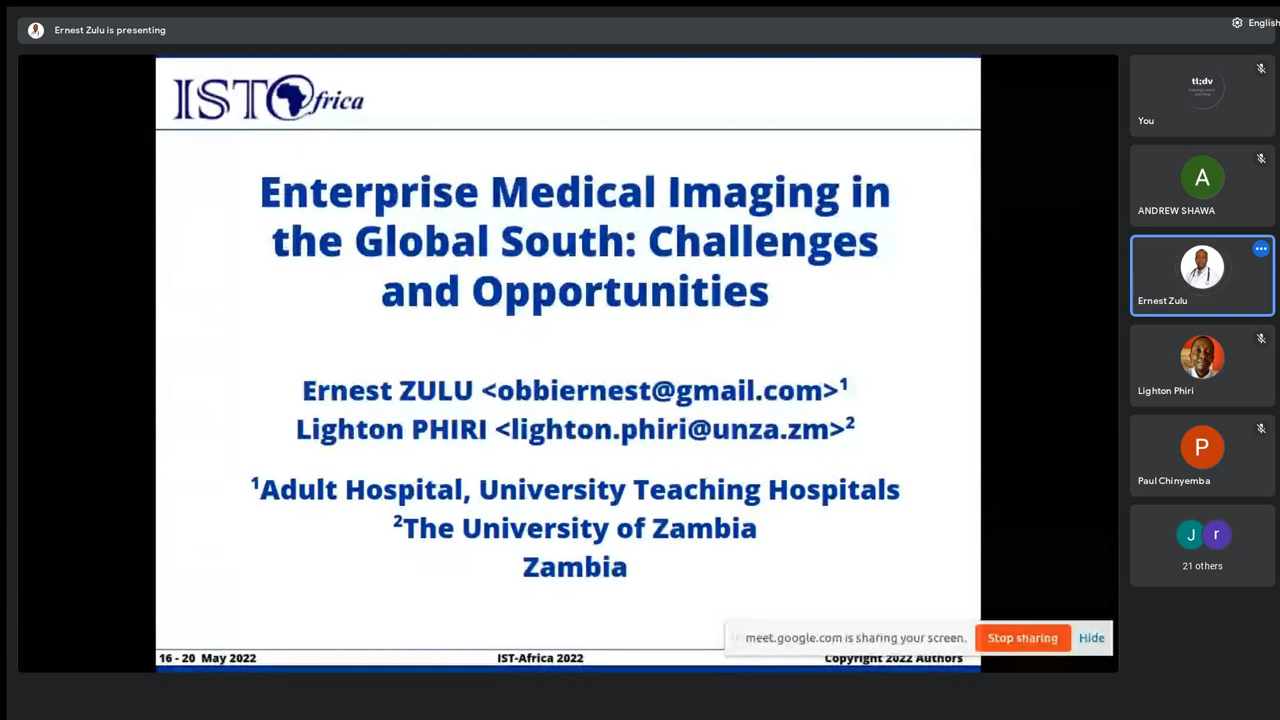 Ernest Zulu is presenting
English
IST Africa
Enterprise Medical Imaging in
the Global South: Challenges
and Opportunities
Ernest ZULU <obbiernest@gmail.com>1
Lighton PHIRI <lighton.phiri@unza.zm>2
1Adult Hospital, University Teaching Hospitals
2The University of Zambia
Zambia
meet.google.com is sharing your screen. Stop sharing Hide
16 - 20 May 2022 IST-Africa 2022 Copyright 2022 Authors
tl;dv
You
A
ANDREW SHAWA
Ernest Zulu
Lighton Phiri
P
Paul Chinyemba
J r
21 others